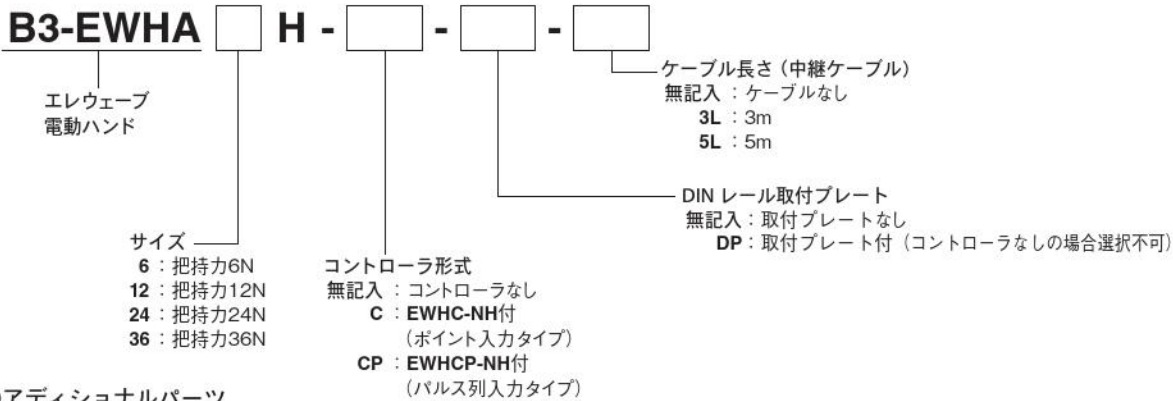 B3-EWHA□H-□-□-□
エレウェーブ
電動ハンド
サイズ
6：把持力6N
12：把持力12N
24：把持力24N
36：把持力36N
コントローラ形式
無記入：コントローラなし
C：EWHC-NH付
（ポイント入力タイプ）
CP：EWHCP-NH付
（パルス列入力タイプ）
DIN レール取付プレート
無記入：取付プレートなし
DP：取付プレート付（コントローラなしの場合選択不可）
ケーブル長さ（中継ケーブル）
無記入：ケーブルなし
3L：3m
5L：5m
アディショナルパーツ